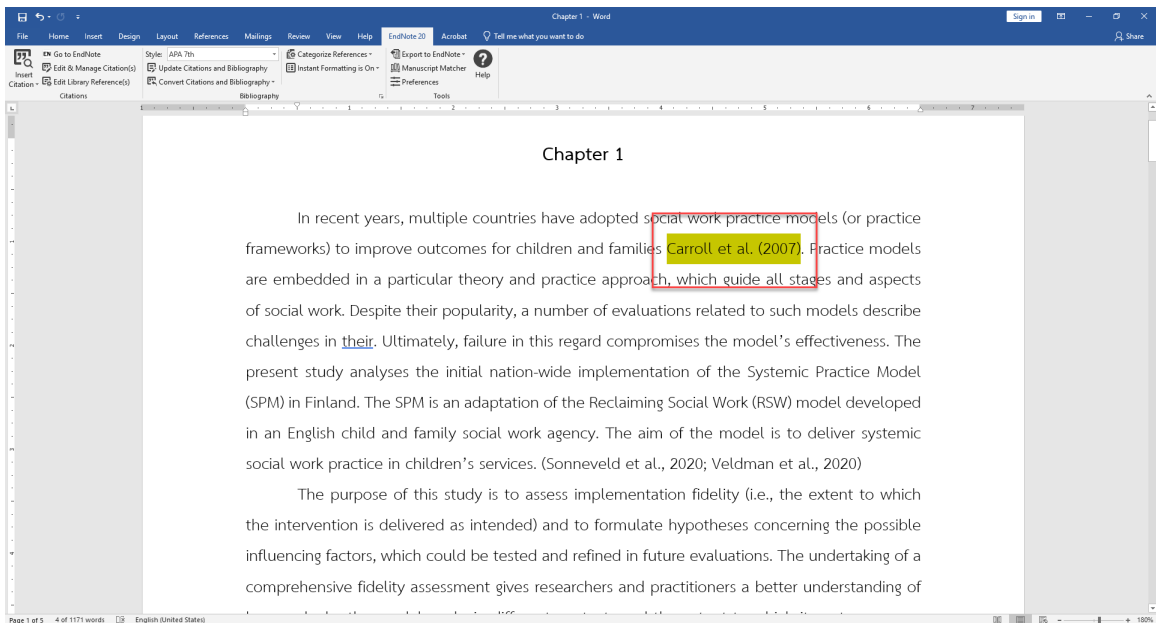 Chapter 1 - Word
Sign in
File Home Insert Design Layout References Mailings Review View Help EndNote 20 Acrobat Tell me what you want to do
Share
Insert Citation
EN Go to EndNote
Edit & Manage Citation(s)
Edit Library Reference(s)
Citations
Style: APA 7th
Update Citations and Bibliography
Convert Citations and Bibliography
Bibliography
Categorize References
Instant Formatting is On
Export to EndNote
Manuscript Matcher
Preferences
Tools
Help
Chapter 1
In recent years, multiple countries have adopted social work practice models (or practice
frameworks) to improve outcomes for children and families Carroll et al. (2007). Practice models
are embedded in a particular theory and practice approach, which guide all stages and aspects
of social work. Despite their popularity, a number of evaluations related to such models describe
challenges in their. Ultimately, failure in this regard compromises the model's effectiveness. The
present study analyses the initial nation-wide implementation of the Systemic Practice Model
(SPM) in Finland. The SPM is an adaptation of the Reclaiming Social Work (RSW) model developed
in an English child and family social work agency. The aim of the model is to deliver systemic
social work practice in children's services. (Sonneveld et al., 2020; Veldman et al., 2020)
The purpose of this study is to assess implementation fidelity (i.e., the extent to which
the intervention is delivered as intended) and to formulate hypotheses concerning the possible
influencing factors, which could be tested and refined in future evaluations. The undertaking of a
comprehensive fidelity assessment gives researchers and practitioners a better understanding of
Page 1 of 5 4 of 1171 words English (United States)
180%